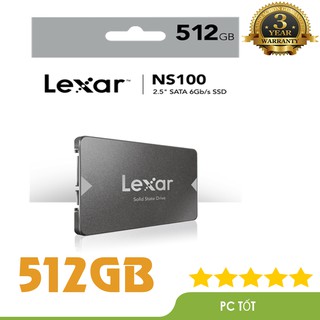 512GB
3
YEAR
WARRANTY
Lexar
NS100
2.5" SATA 6Gb/s SSD
Lexar
Solid State Drive
512GB
PC TỐT